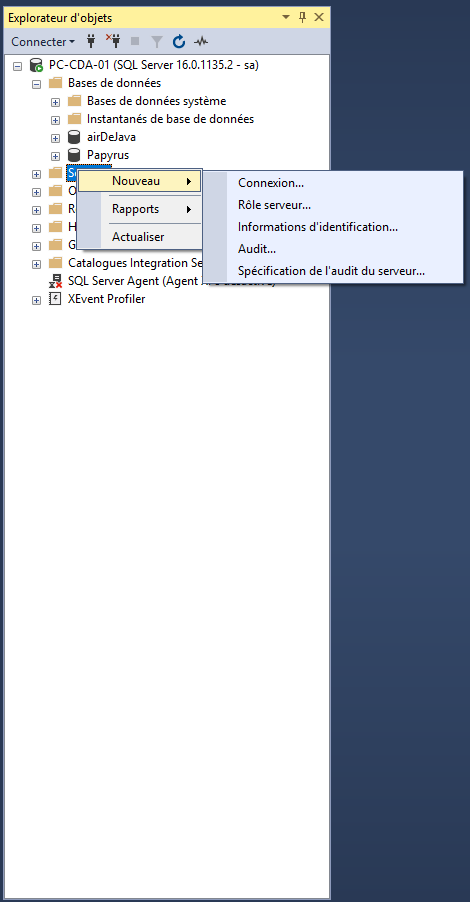 Explorateur d'objets
Connecter
PC-CDA-01 (SQL Server 16.0.1135.2 - sa)
Bases de données
Bases de données système
Instantanés de base de données
airDeJava
Papyrus
Nouveau
Rapports
Actualiser
Connexion...
Rôle serveur...
Informations d'identification...
Audit...
Spécification de l'audit du serveur...
Catalogues Integration Se
SQL Server Agent (Agent
XEvent Profiler